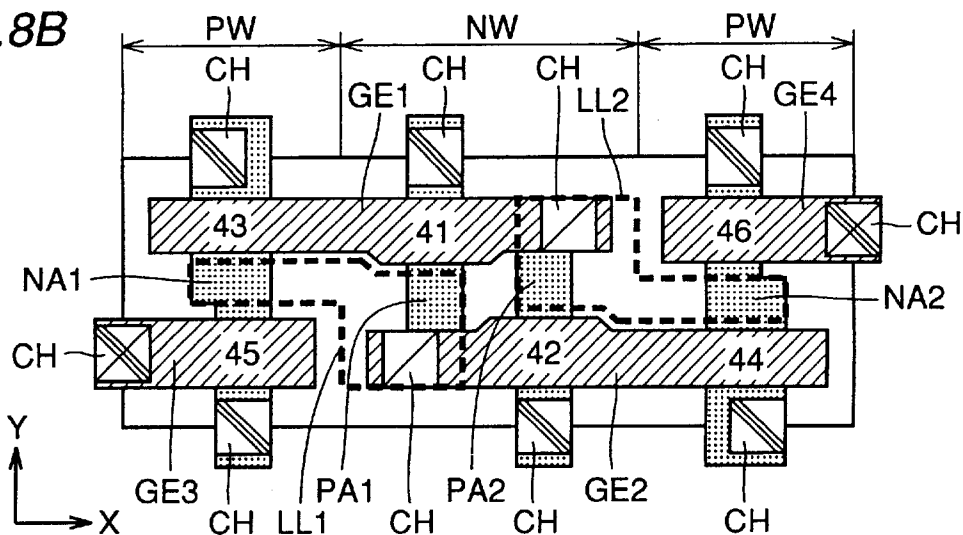 .8B
PW NW PW
CH CH CH CH
GE1 LL2 GE4
43 41 46
CH
NA1 NA2
CH
45 42 44
Y
X
GE3 CH LL1 PA1 CH PA2 CH GE2 CH